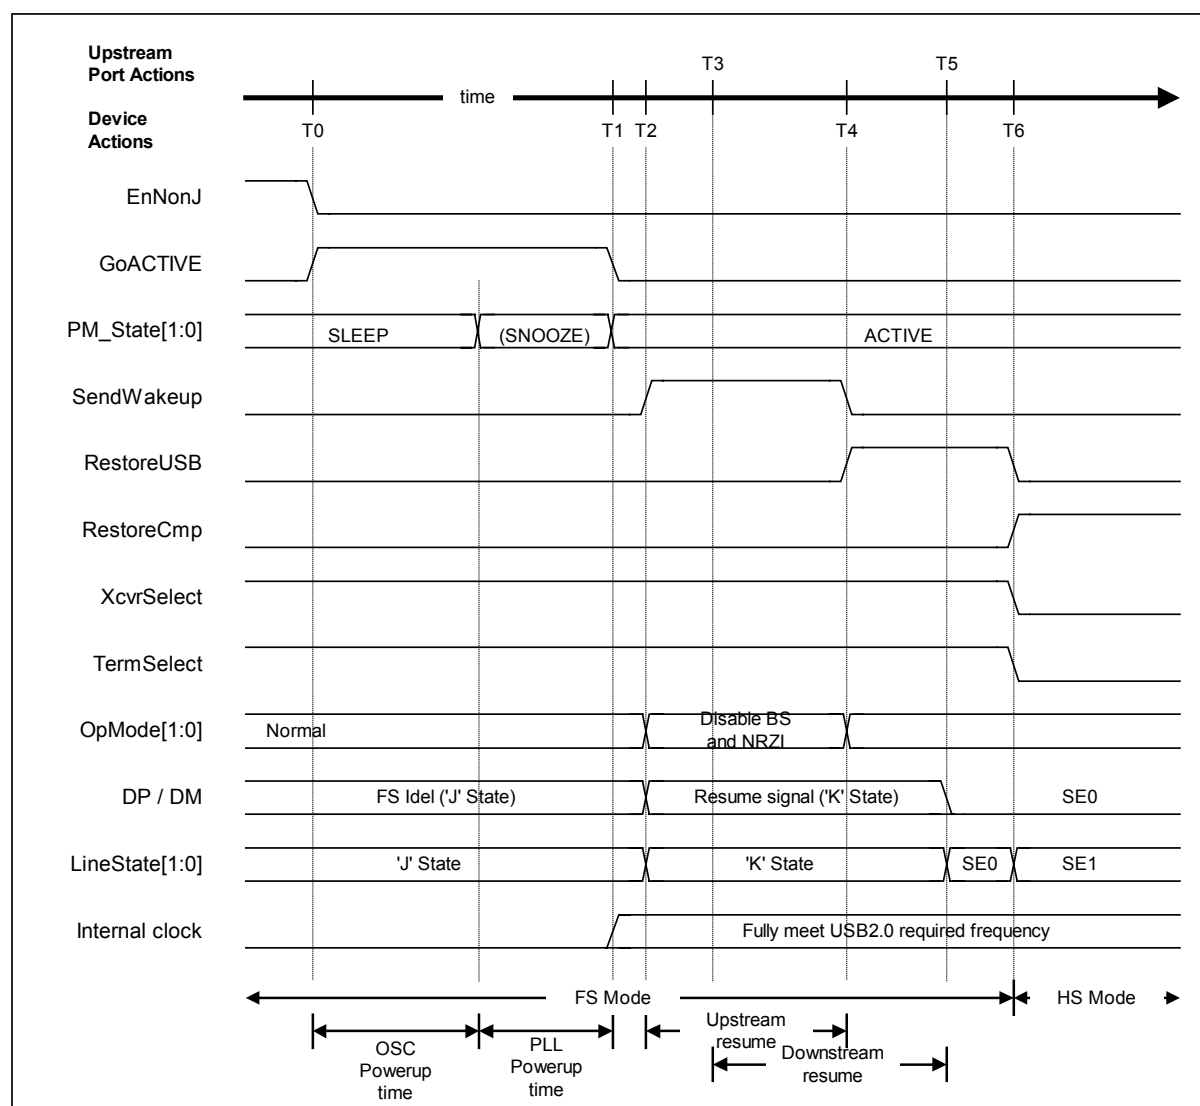 Upstream
Port Actions
T3
T5
time
Device
Actions
T0
T1
T2
T4
T6
EnNonJ
GoACTIVE
PM_State[1:0]
SLEEP
(SNOOZE)
ACTIVE
SendWakeup
RestoreUSB
RestoreCmp
XcvrSelect
TermSelect
OpMode[1:0]
Normal
Disable BS
and NRZI
DP / DM
FS Idel ('J' State)
Resume signal ('K' State)
SE0
LineState[1:0]
'J' State
'K' State
SE0
SE1
Internal clock
Fully meet USB2.0 required frequency
FS Mode
HS Mode
OSC
Powerup
time
PLL
Powerup
time
Upstream
resume
Downstream
resume